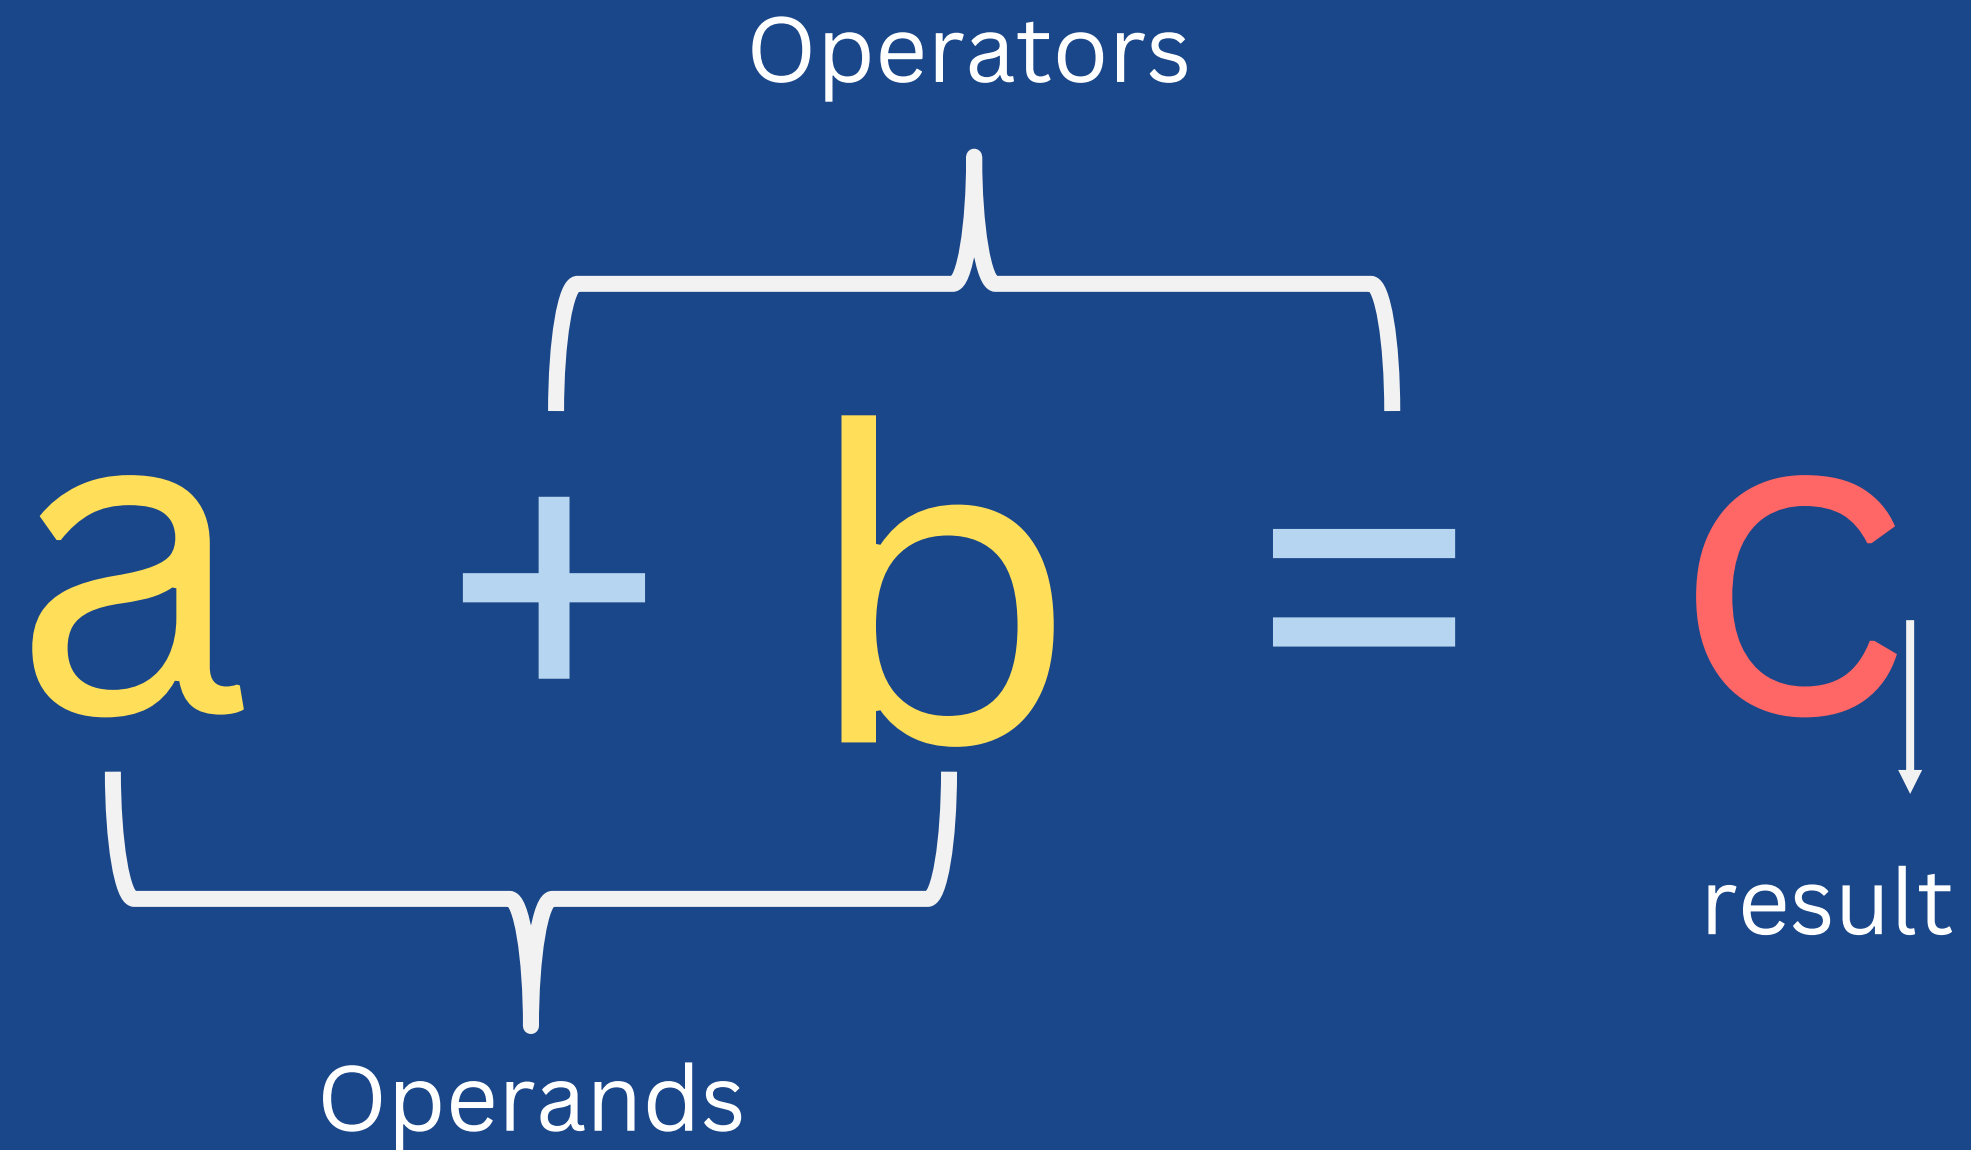 Operators
a + b = c
result
Operands